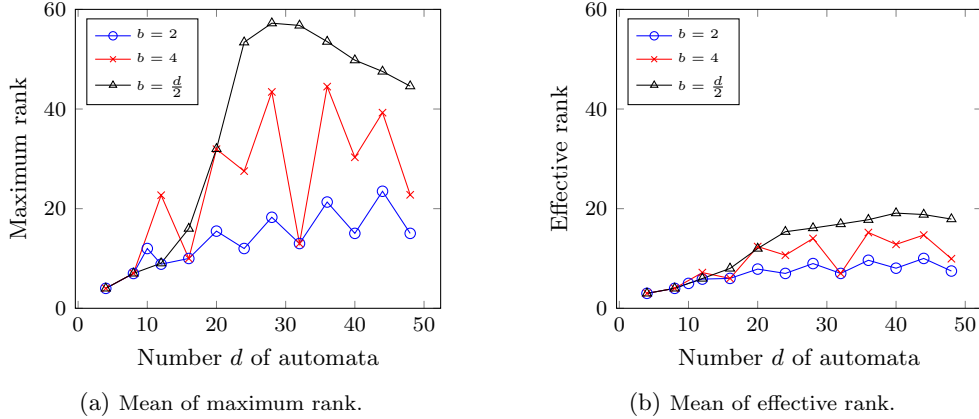 60
40
20
0
Maximum rank
b = 2
b = 4
b = d/2
0 10 20 30 40 50
Number d of automata
(a) Mean of maximum rank.
60
40
20
0
Effective rank
b = 2
b = 4
b = d/2
0 10 20 30 40 50
Number d of automata
(b) Mean of effective rank.